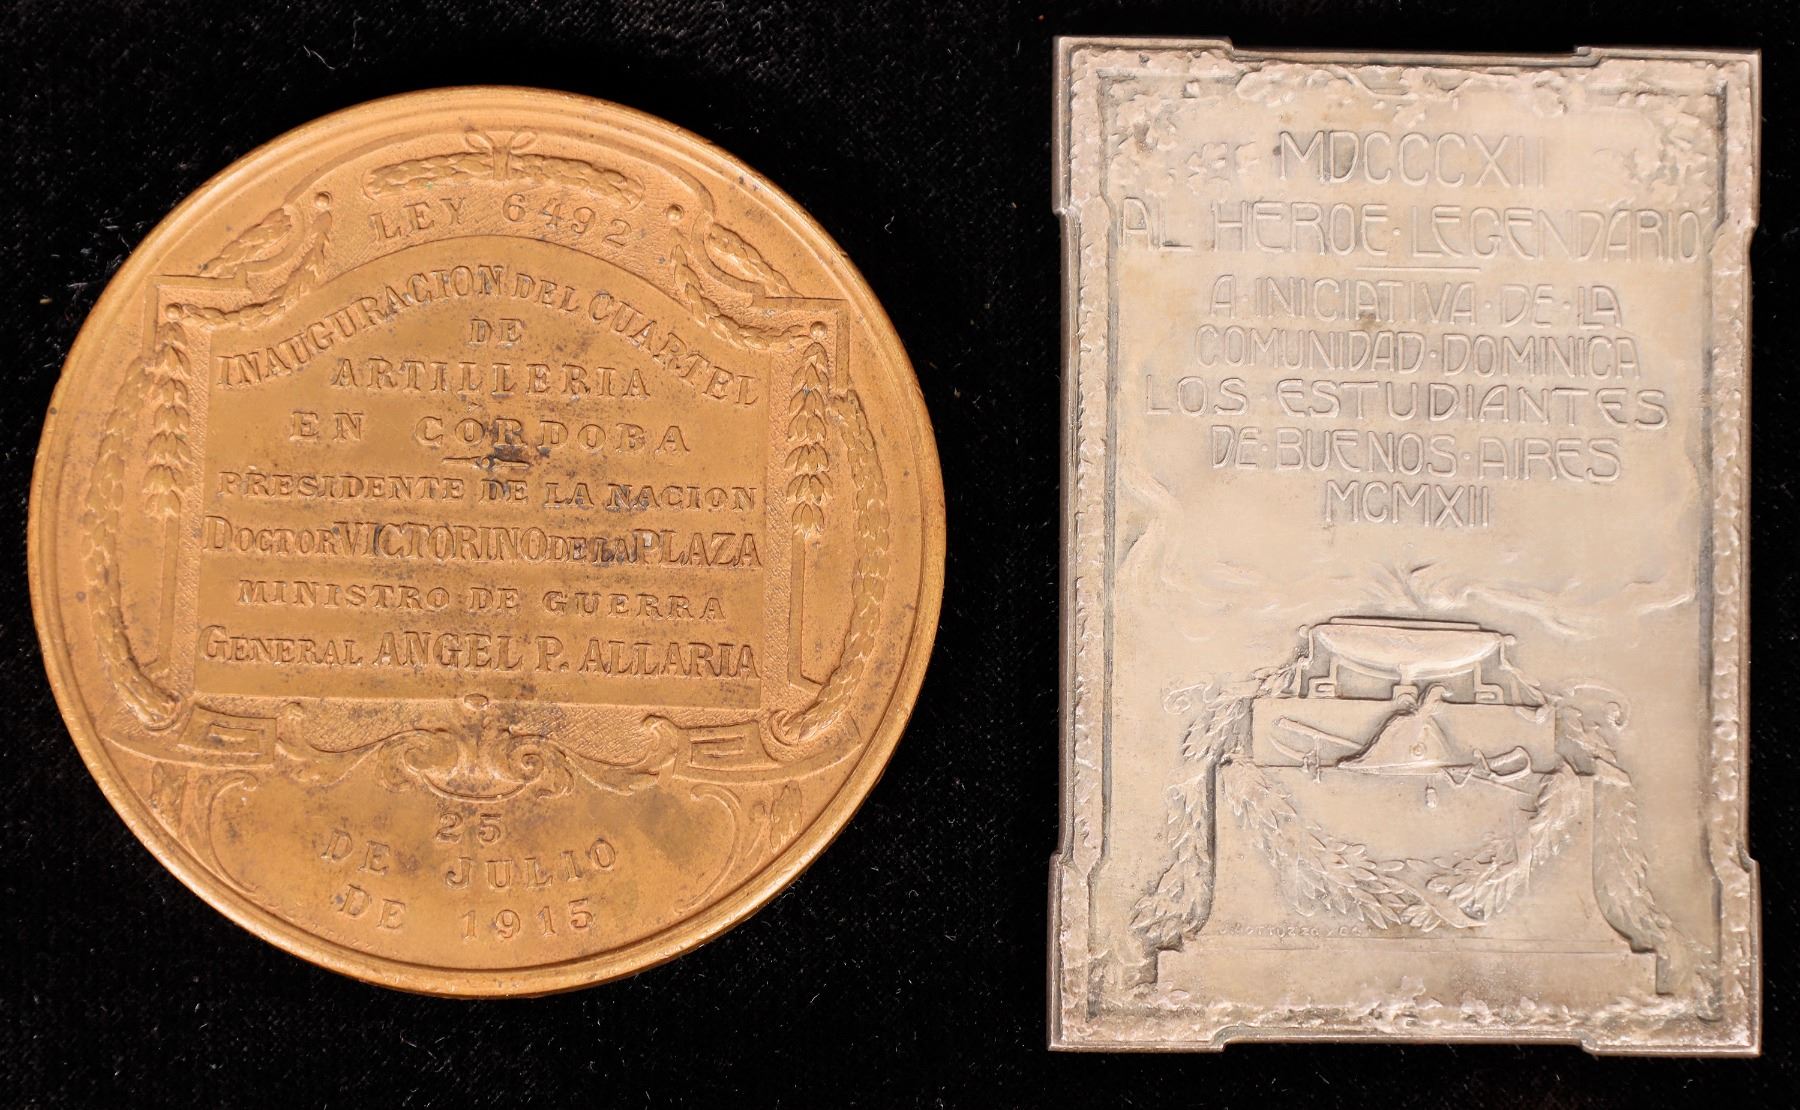 LEY 6492
INAUGURACION DEL CUARTEL
DE
ARTILLERIA
EN CÓRDOBA
PRESIDENTE DE LA NACION
DOCTOR VICTORINO DE LA PLAZA
MINISTRO DE GUERRA
GENERAL ANGEL P. ALLARIA
25
DE JULIO
DE 1915
MDCCCXII
AL·HEROE·LEGENDARIO
A·INICIATIVA·DE·LA
COMUNIDAD·DOMINICA
LOS·ESTUDIANTES
DE·BUENOS·AIRES
MCMXII